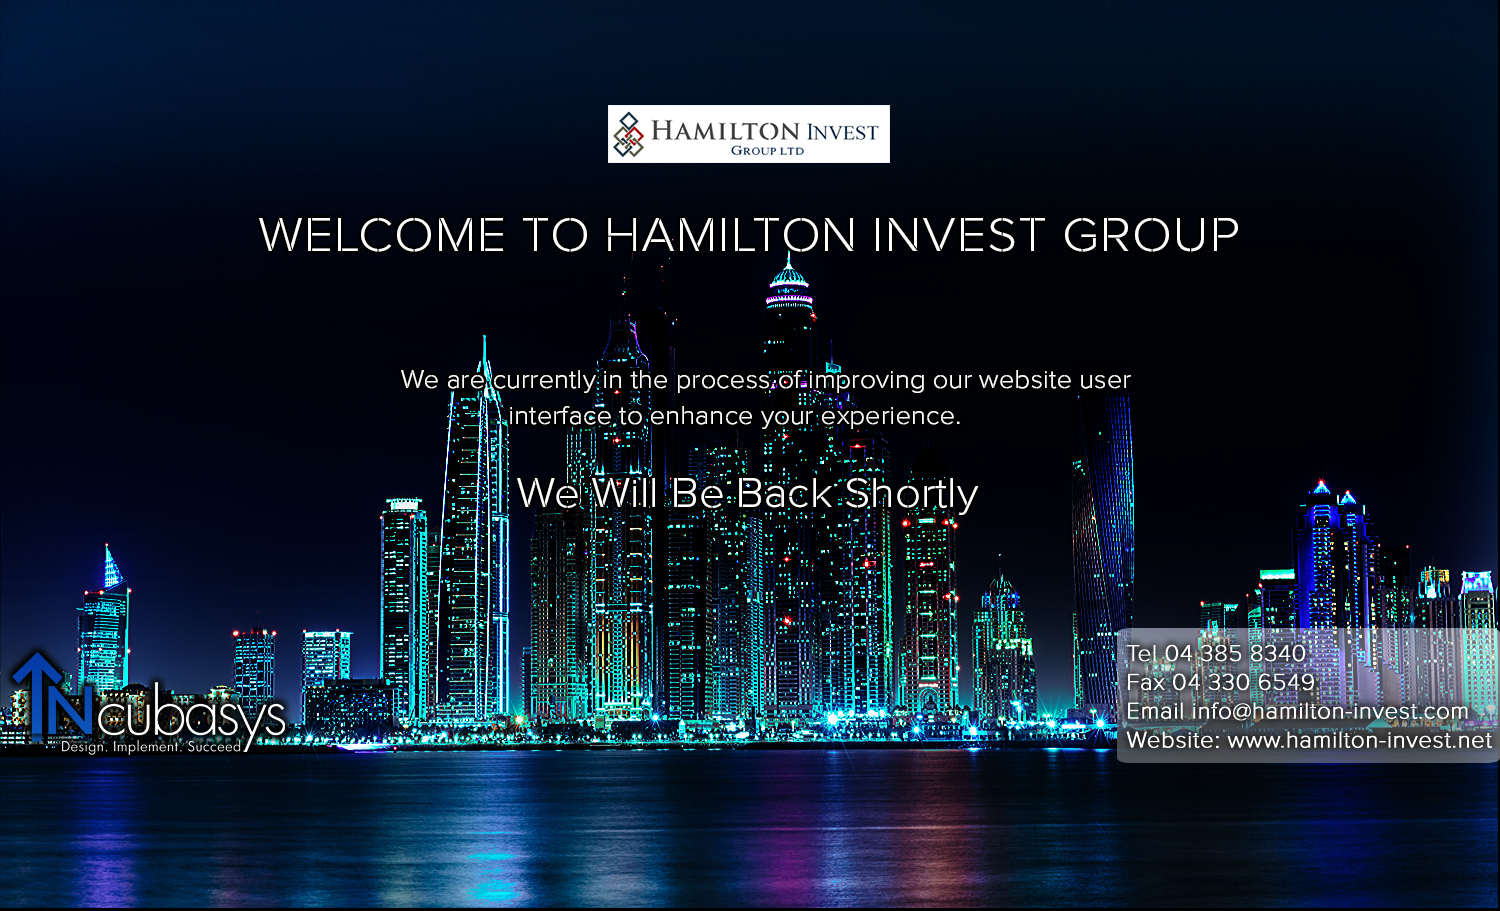 HAMILTON INVEST
GROUP LTD
WELCOME TO HAMILTON INVEST GROUP
We are currently in the process of improving our website user
interface to enhance your experience.
We Will Be Back Shortly
INcubasys
Design. Implement. Succeed
Tel 04 385 8340
Fax 04 330 6549
Email info@hamilton-invest.com
Website: www.hamilton-invest.net